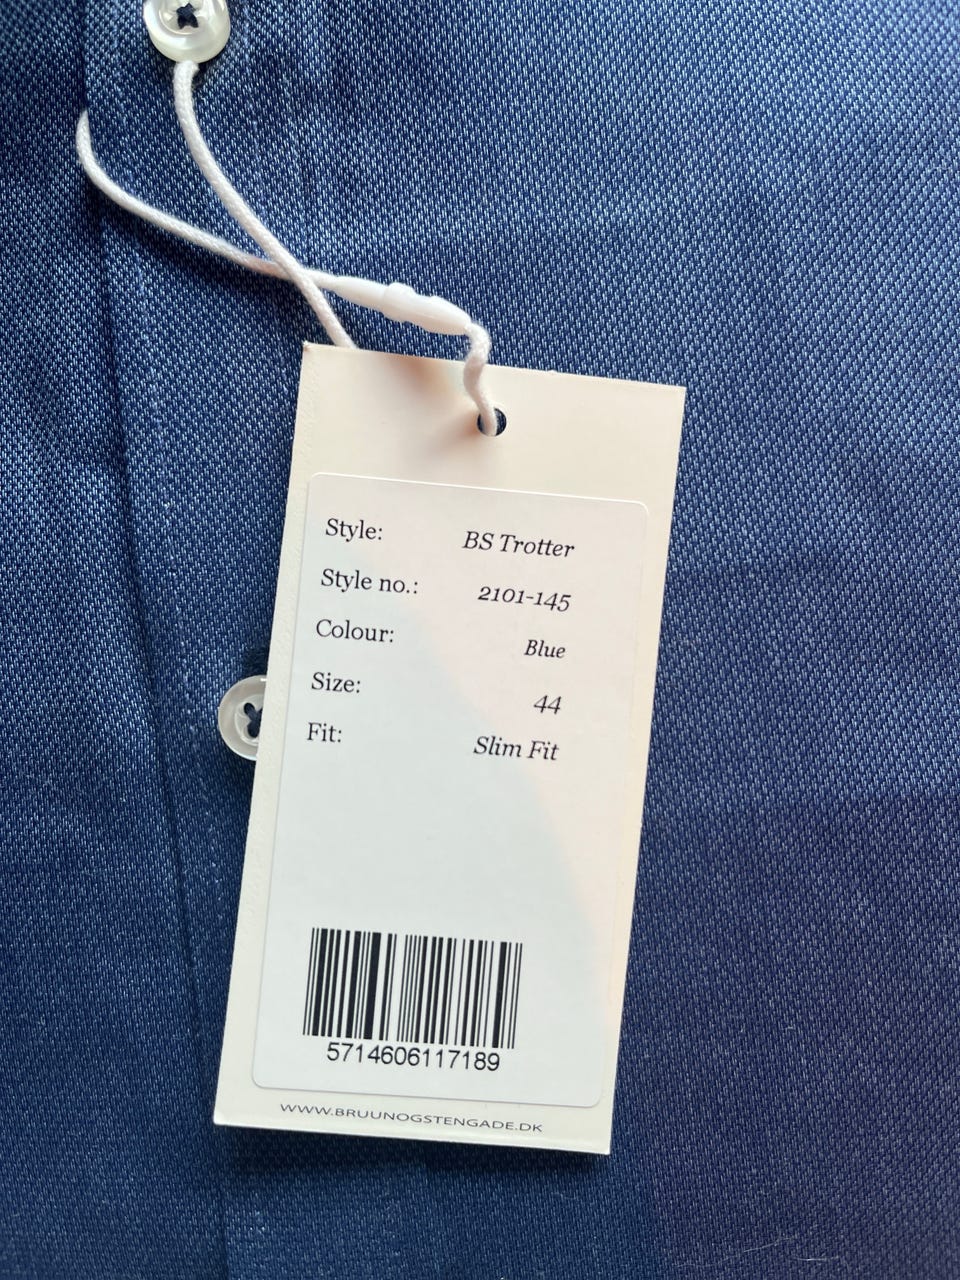 Style: BS Trotter
Style no.: 2101-145
Colour: Blue
Size: 44
Fit: Slim Fit
5714606117189
WWW.BRUUNOGSTENGADE.DK